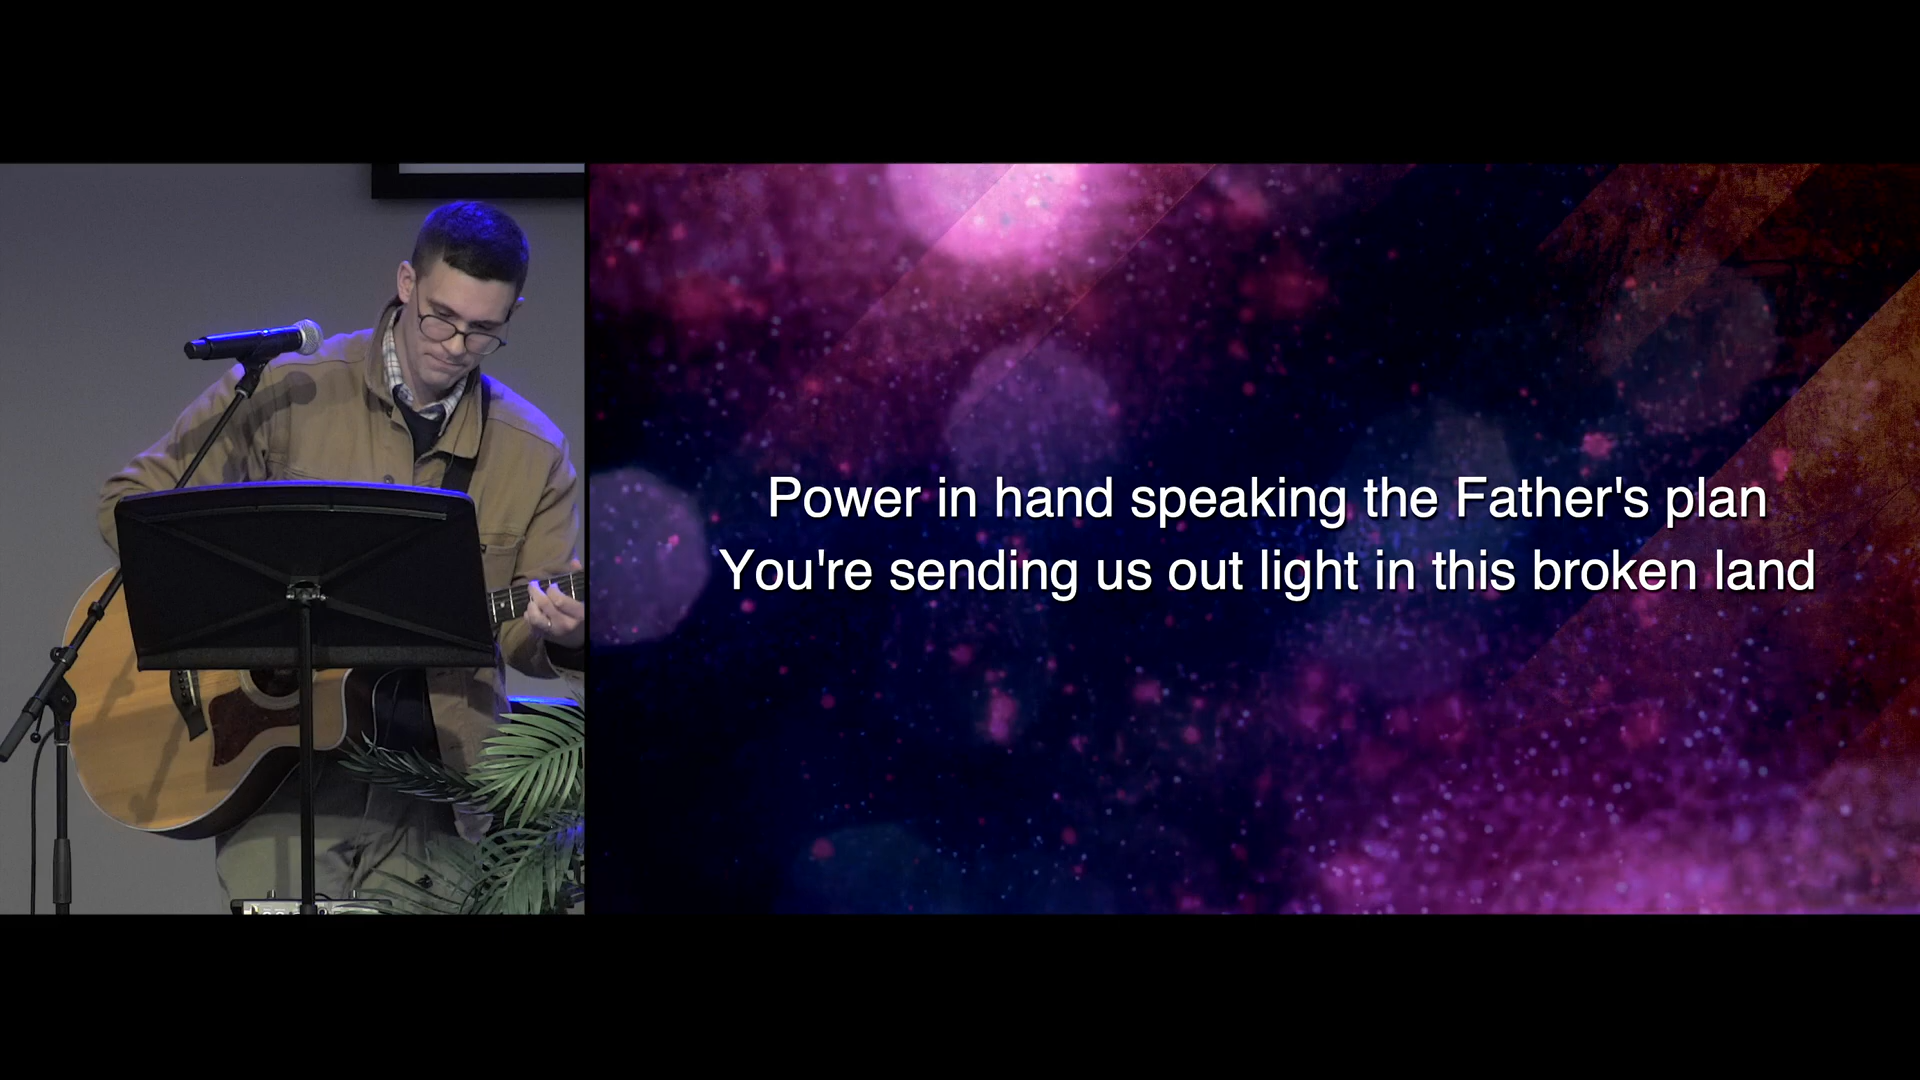 Power in hand speaking the Father's plan
You're sending us out light in this broken land